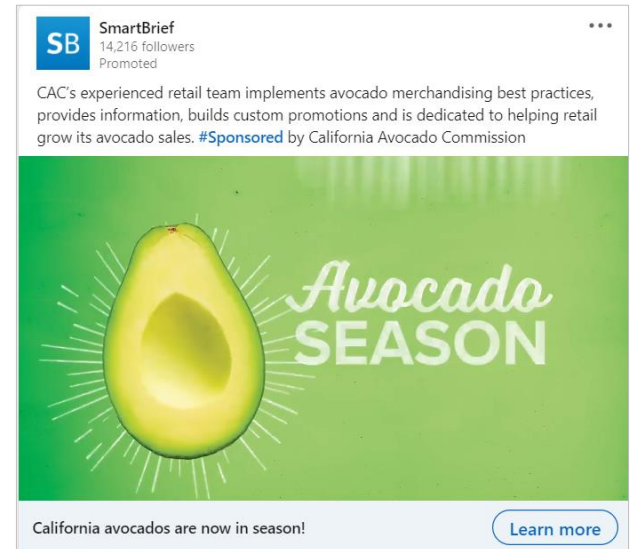 SB
SmartBrief
14,216 followers
Promoted
CAC's experienced retail team implements avocado merchandising best practices,
provides information, builds custom promotions and is dedicated to helping retail
grow its avocado sales. #Sponsored by California Avocado Commission
Avocado
SEASON
California avocados are now in season!
Learn more